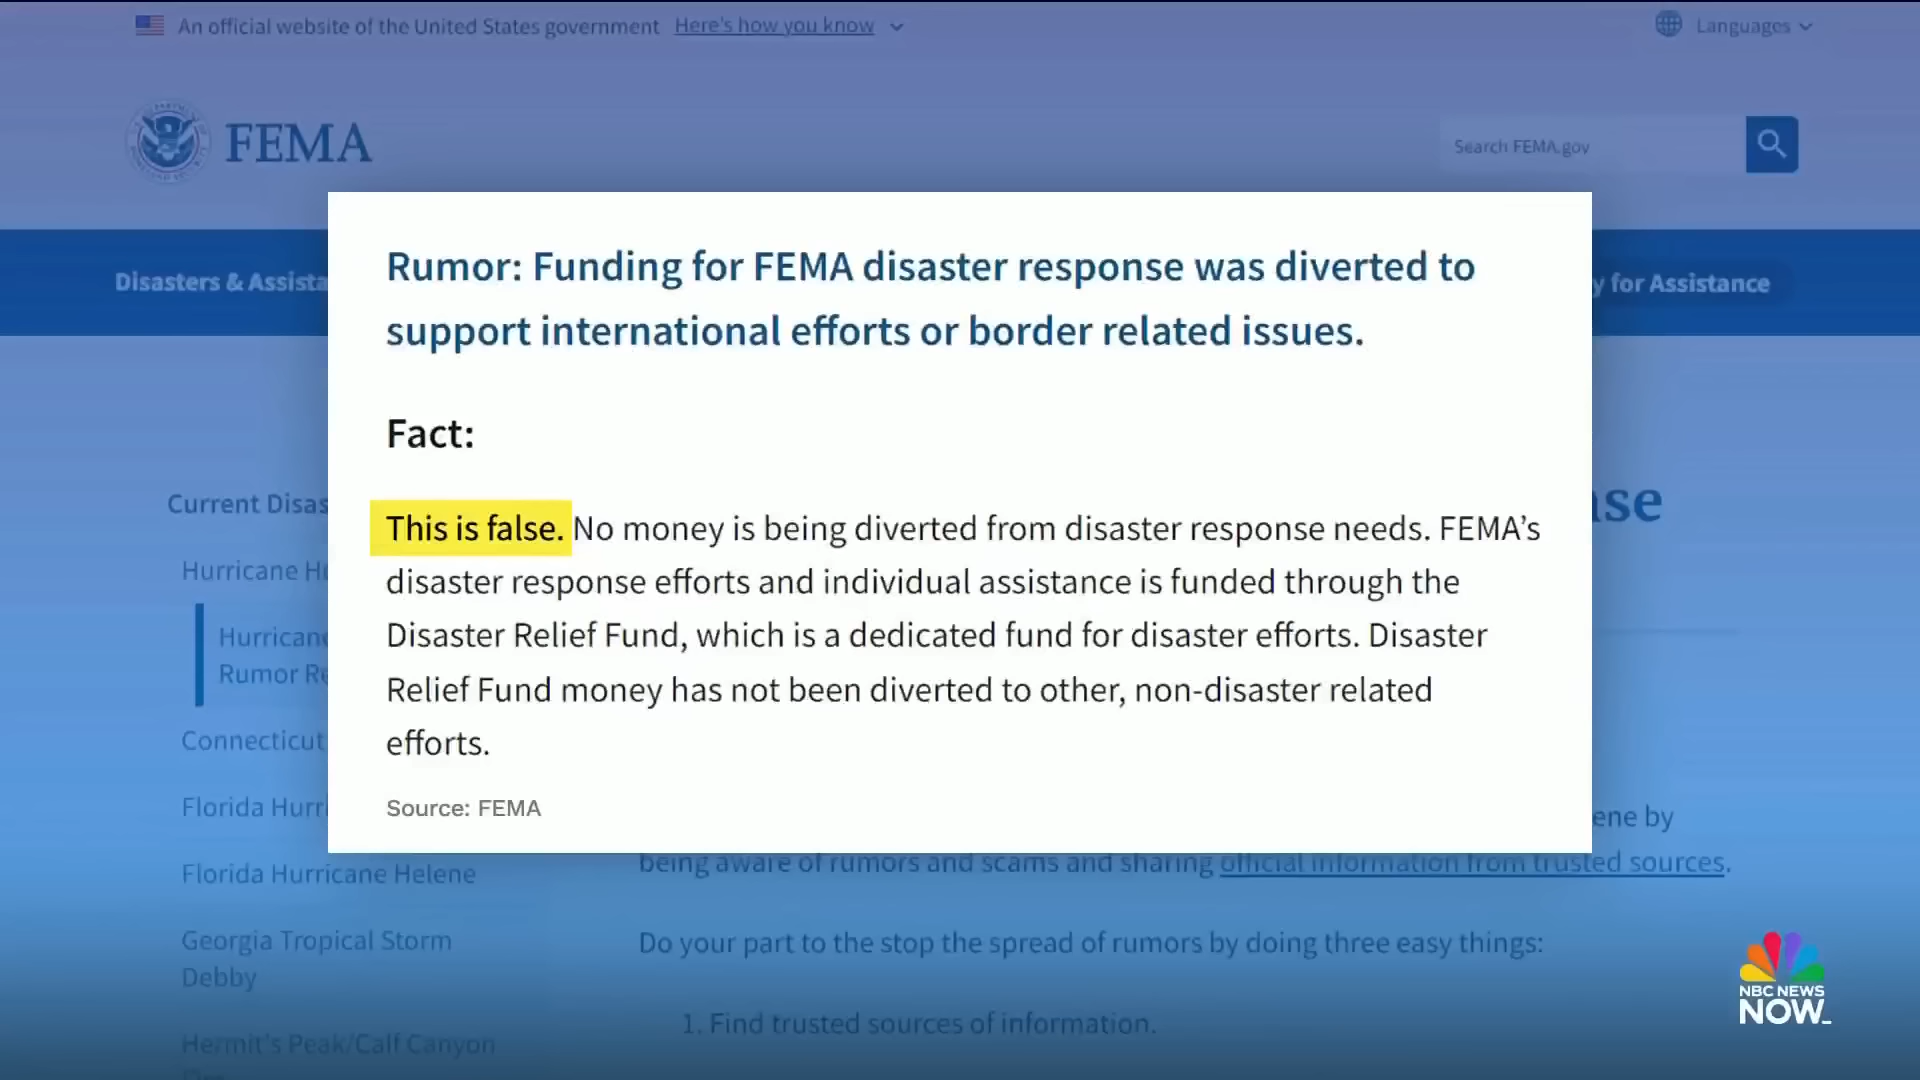 An official website of the United States government Here's how you know
Languages
FEMA
Search FEMA.gov
Disasters & Assista
y for Assistance
Rumor: Funding for FEMA disaster response was diverted to
support international efforts or border related issues.
Fact:
This is false. No money is being diverted from disaster response needs. FEMA's
disaster response efforts and individual assistance is funded through the
Disaster Relief Fund, which is a dedicated fund for disaster efforts. Disaster
Relief Fund money has not been diverted to other, non-disaster related
efforts.
Source: FEMA
Current Disas
Hurricane H
Hurrican
Rumor Re
Connecticut
Florida Hurri
Florida Hurricane Helene
Georgia Tropical Storm
Debby
Hermit's Peak/Calf Canyon
nse
ene by
being aware of rumors and scams and sharing official information from trusted sources.
Do your part to the stop the spread of rumors by doing three easy things:
1. Find trusted sources of information.
NBC NEWS
NOW